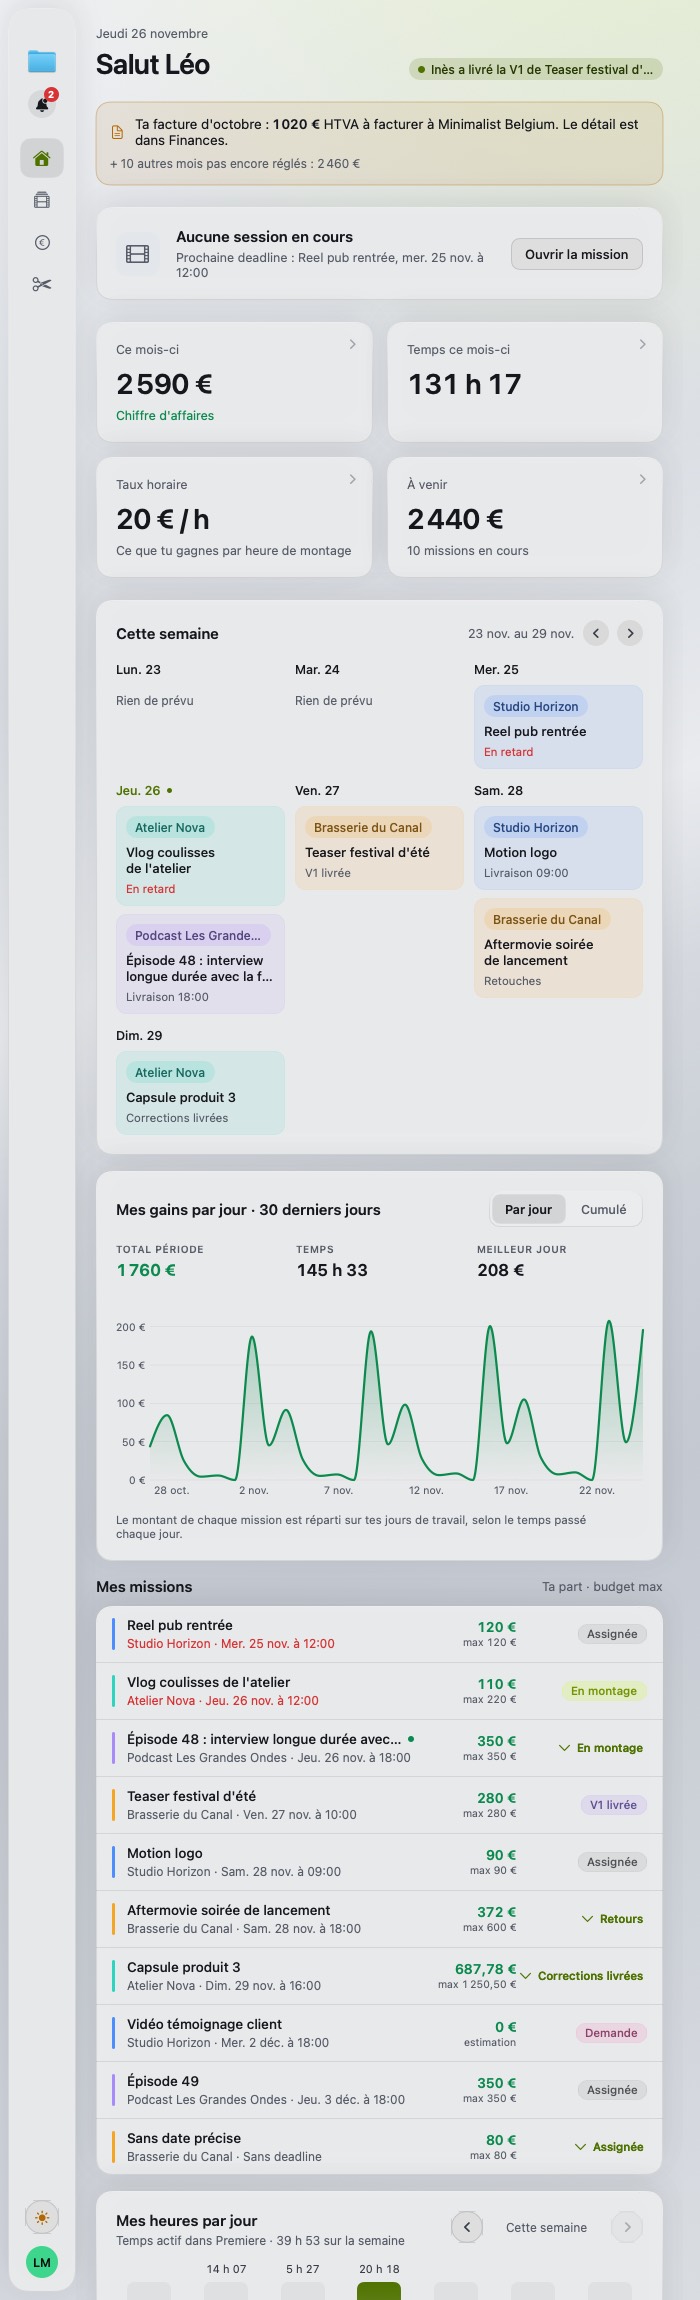 Jeudi 26 novembre
Salut Léo
Inès a livré la V1 de Teaser festival d'...
2
Ta facture d'octobre : 1 020 € HTVA à facturer à Minimalist Belgium. Le détail est
dans Finances.
+ 10 autres mois pas encore réglés : 2 460 €
Aucune session en cours
Prochaine deadline : Reel pub rentrée, mer. 25 nov. à
12:00
Ouvrir la mission
Ce mois-ci
2 590 €
Chiffre d'affaires
Temps ce mois-ci
131 h 17
Taux horaire
20 € / h
Ce que tu gagnes par heure de montage
À venir
2 440 €
10 missions en cours
Cette semaine
23 nov. au 29 nov.
Lun. 23
Rien de prévu
Mar. 24
Rien de prévu
Mer. 25
Studio Horizon
Reel pub rentrée
En retard
Jeu. 26
Atelier Nova
Vlog coulisses
de l'atelier
En retard
Podcast Les Grande...
Épisode 48 : interview
longue durée avec la f...
Livraison 18:00
Ven. 27
Brasserie du Canal
Teaser festival d'été
V1 livrée
Sam. 28
Studio Horizon
Motion logo
Livraison 09:00
Brasserie du Canal
Aftermovie soirée
de lancement
Retouches
Dim. 29
Atelier Nova
Capsule produit 3
Corrections livrées
Mes gains par jour · 30 derniers jours
Par jour
Cumulé
TOTAL PÉRIODE
1 760 €
TEMPS
145 h 33
MEILLEUR JOUR
208 €
200 €
150 €
100 €
50 €
0 €
28 oct.
2 nov.
7 nov.
12 nov.
17 nov.
22 nov.
Le montant de chaque mission est réparti sur tes jours de travail, selon le temps passé
chaque jour.
Mes missions
Ta part · budget max
Reel pub rentrée
Studio Horizon · Mer. 25 nov. à 12:00
120 €
max 120 €
Assignée
Vlog coulisses de l'atelier
Atelier Nova · Jeu. 26 nov. à 12:00
110 €
max 220 €
En montage
Épisode 48 : interview longue durée avec...
Podcast Les Grandes Ondes · Jeu. 26 nov. à 18:00
350 €
max 350 €
En montage
Teaser festival d'été
Brasserie du Canal · Ven. 27 nov. à 10:00
280 €
max 280 €
V1 livrée
Motion logo
Studio Horizon · Sam. 28 nov. à 09:00
90 €
max 90 €
Assignée
Aftermovie soirée de lancement
Brasserie du Canal · Sam. 28 nov. à 18:00
372 €
max 600 €
Retours
Capsule produit 3
Atelier Nova · Dim. 29 nov. à 16:00
687,78 €
max 1 250,50 €
Corrections livrées
Vidéo témoignage client
Studio Horizon · Mer. 2 déc. à 18:00
0 €
estimation
Demande
Épisode 49
Podcast Les Grandes Ondes · Jeu. 3 déc. à 18:00
350 €
max 350 €
Assignée
Sans date précise
Brasserie du Canal · Sans deadline
80 €
max 80 €
Assignée
Mes heures par jour
Temps actif dans Premiere · 39 h 53 sur la semaine
Cette semaine
14 h 07
5 h 27
20 h 18
LM